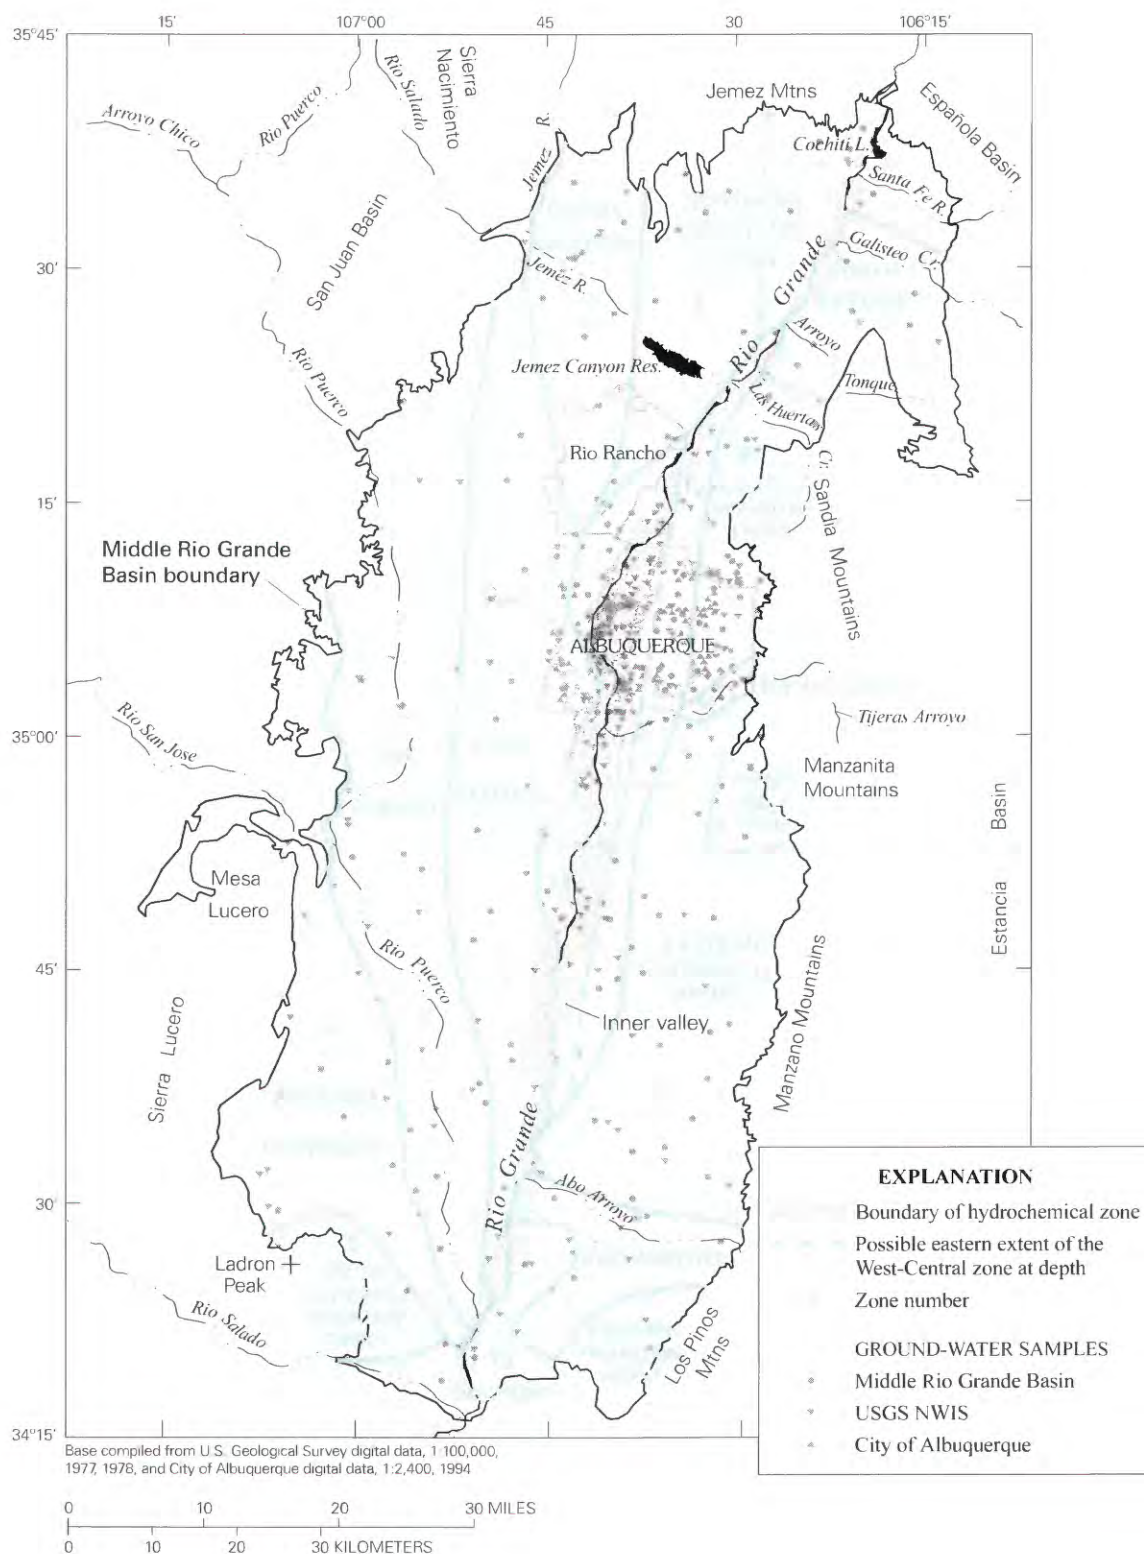 15'
107°00'
45
30
106°15'
35°45'
30'
15'
35°00'
45'
30'
34°15'
Sierra
Nacimiento
Rio Salado
Rio Puerco
Arroyo Chico
San Juan Basin
Jemez R.
Jemez Mtns
Cochiti L.
Española Basin
Santa Fe R.
Galisteo Cr.
Jemez R.
Rio Grande
Arroyo
Tonque
Jemez Canyon Res.
Las Huertas
Cr.
Rio Puerco
Rio Rancho
Sandia Mountains
Middle Rio Grande
Basin boundary
ALBUQUERQUE
Tijeras Arroyo
Rio San Jose
Manzanita
Mountains
Estancia Basin
Mesa
Lucero
Rio Puerco
Manzano Mountains
Inner valley
Sierra Lucero
Rio Grande
Abo Arroyo
Ladron
Peak
Rio Salado
Los Pinos
Mtns
EXPLANATION
Boundary of hydrochemical zone
Possible eastern extent of the
West-Central zone at depth
Zone number
GROUND-WATER SAMPLES
Middle Rio Grande Basin
USGS NWIS
City of Albuquerque
Base compiled from U.S. Geological Survey digital data, 1:100,000,
1977, 1978, and City of Albuquerque digital data, 1:2,400, 1994
0 10 20 30 MILES
0 10 20 30 KILOMETERS